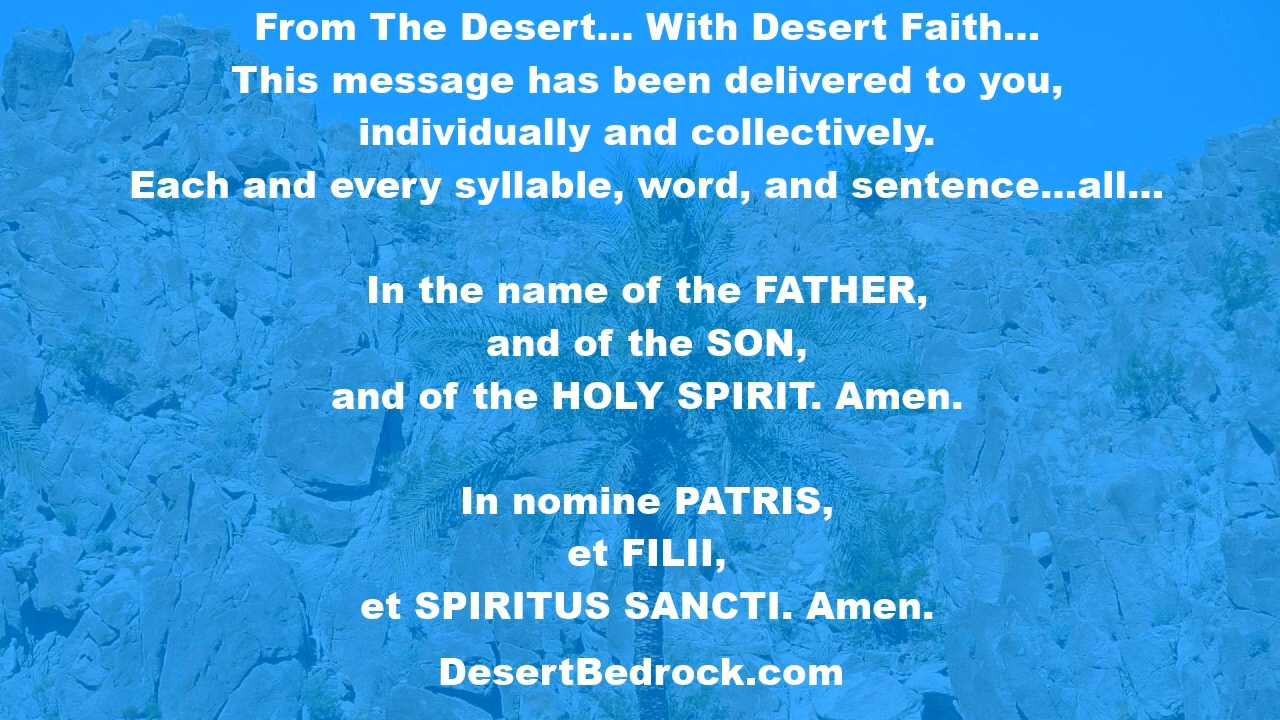 From The Desert... With Desert Faith...
This message has been delivered to you,
individually and collectively.
Each and every syllable, word, and sentence...all...
In the name of the FATHER,
and of the SON,
and of the HOLY SPIRIT. Amen.
In nomine PATRIS,
et FILII,
et SPIRITUS SANCTI. Amen.
DesertBedrock.com